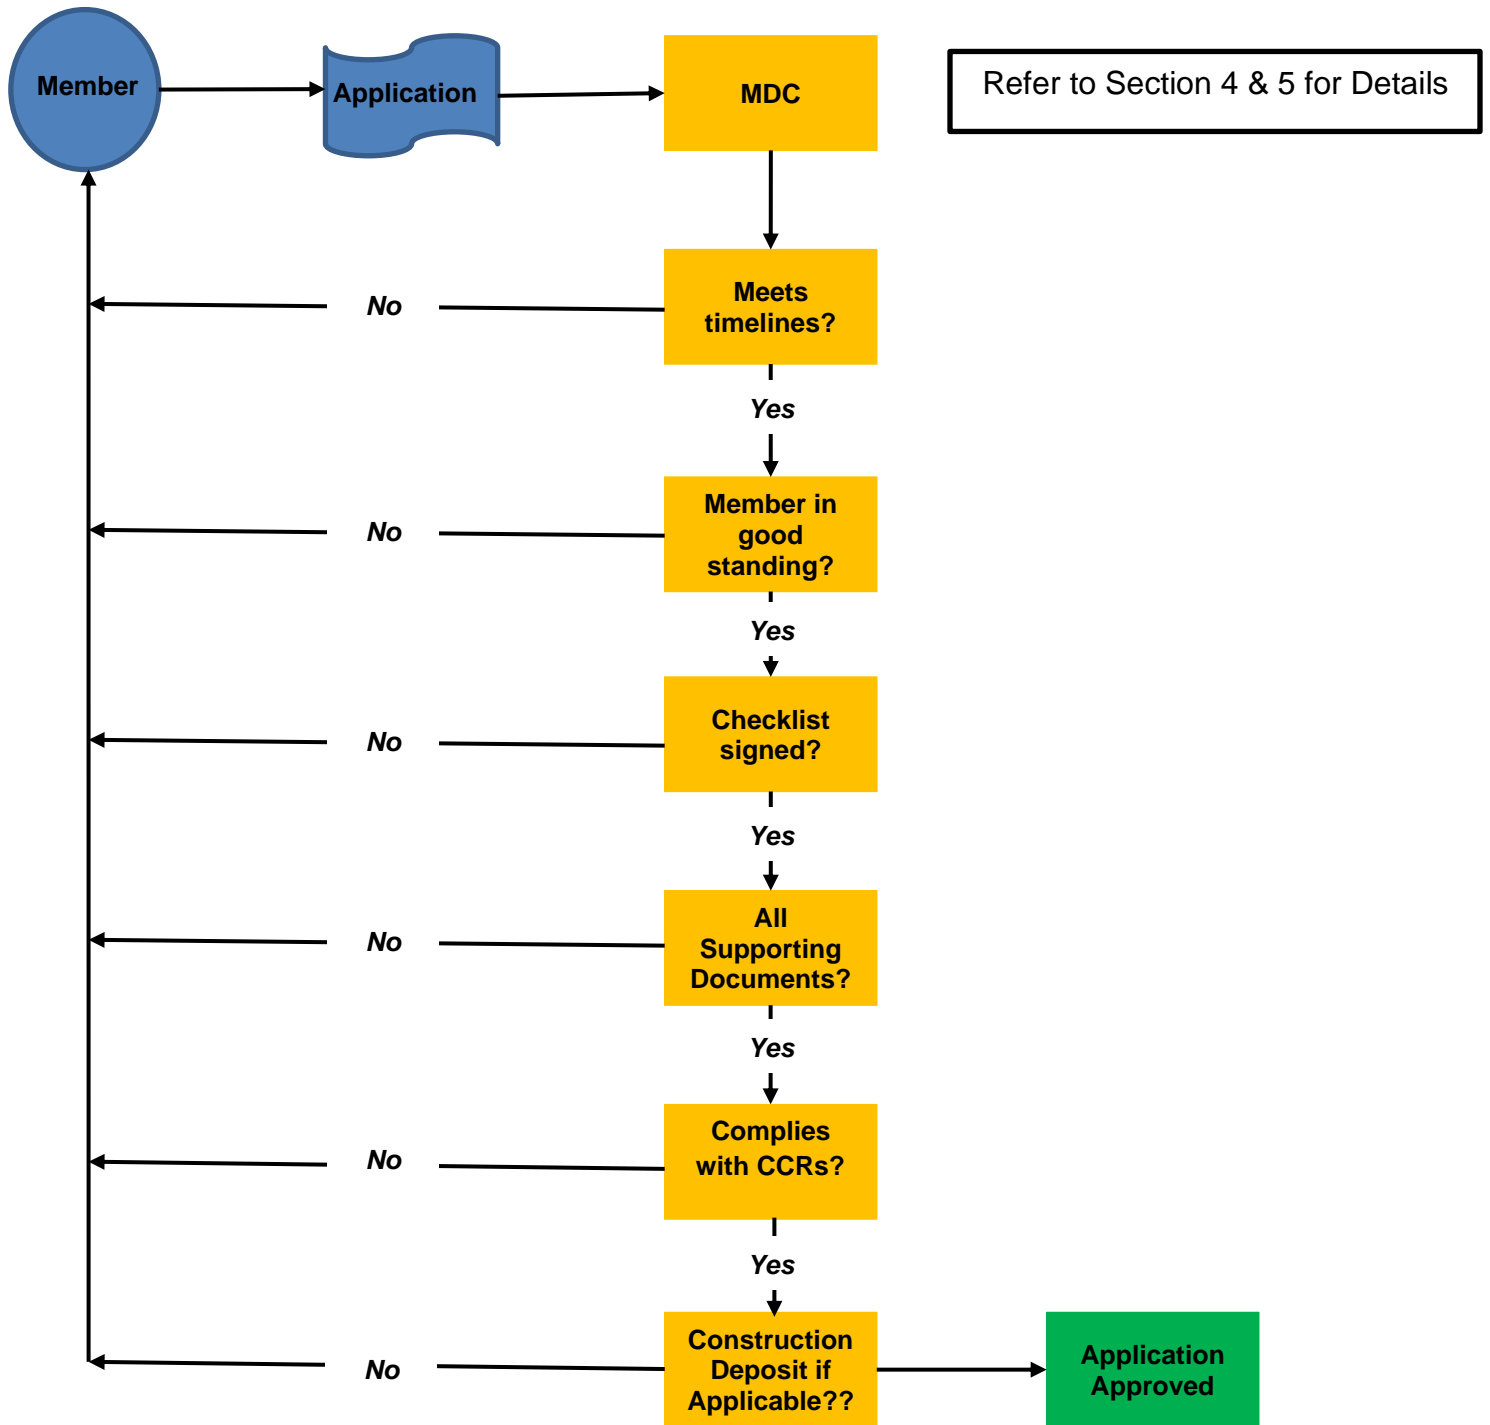 Member
Application
MDC
Refer to Section 4 & 5 for Details
Meets
timelines?
No
Yes
Member in
good
standing?
No
Yes
Checklist
signed?
No
Yes
All
Supporting
Documents?
No
Yes
Complies
with CCRs?
No
Yes
Construction
Deposit if
Applicable??
No
Application
Approved